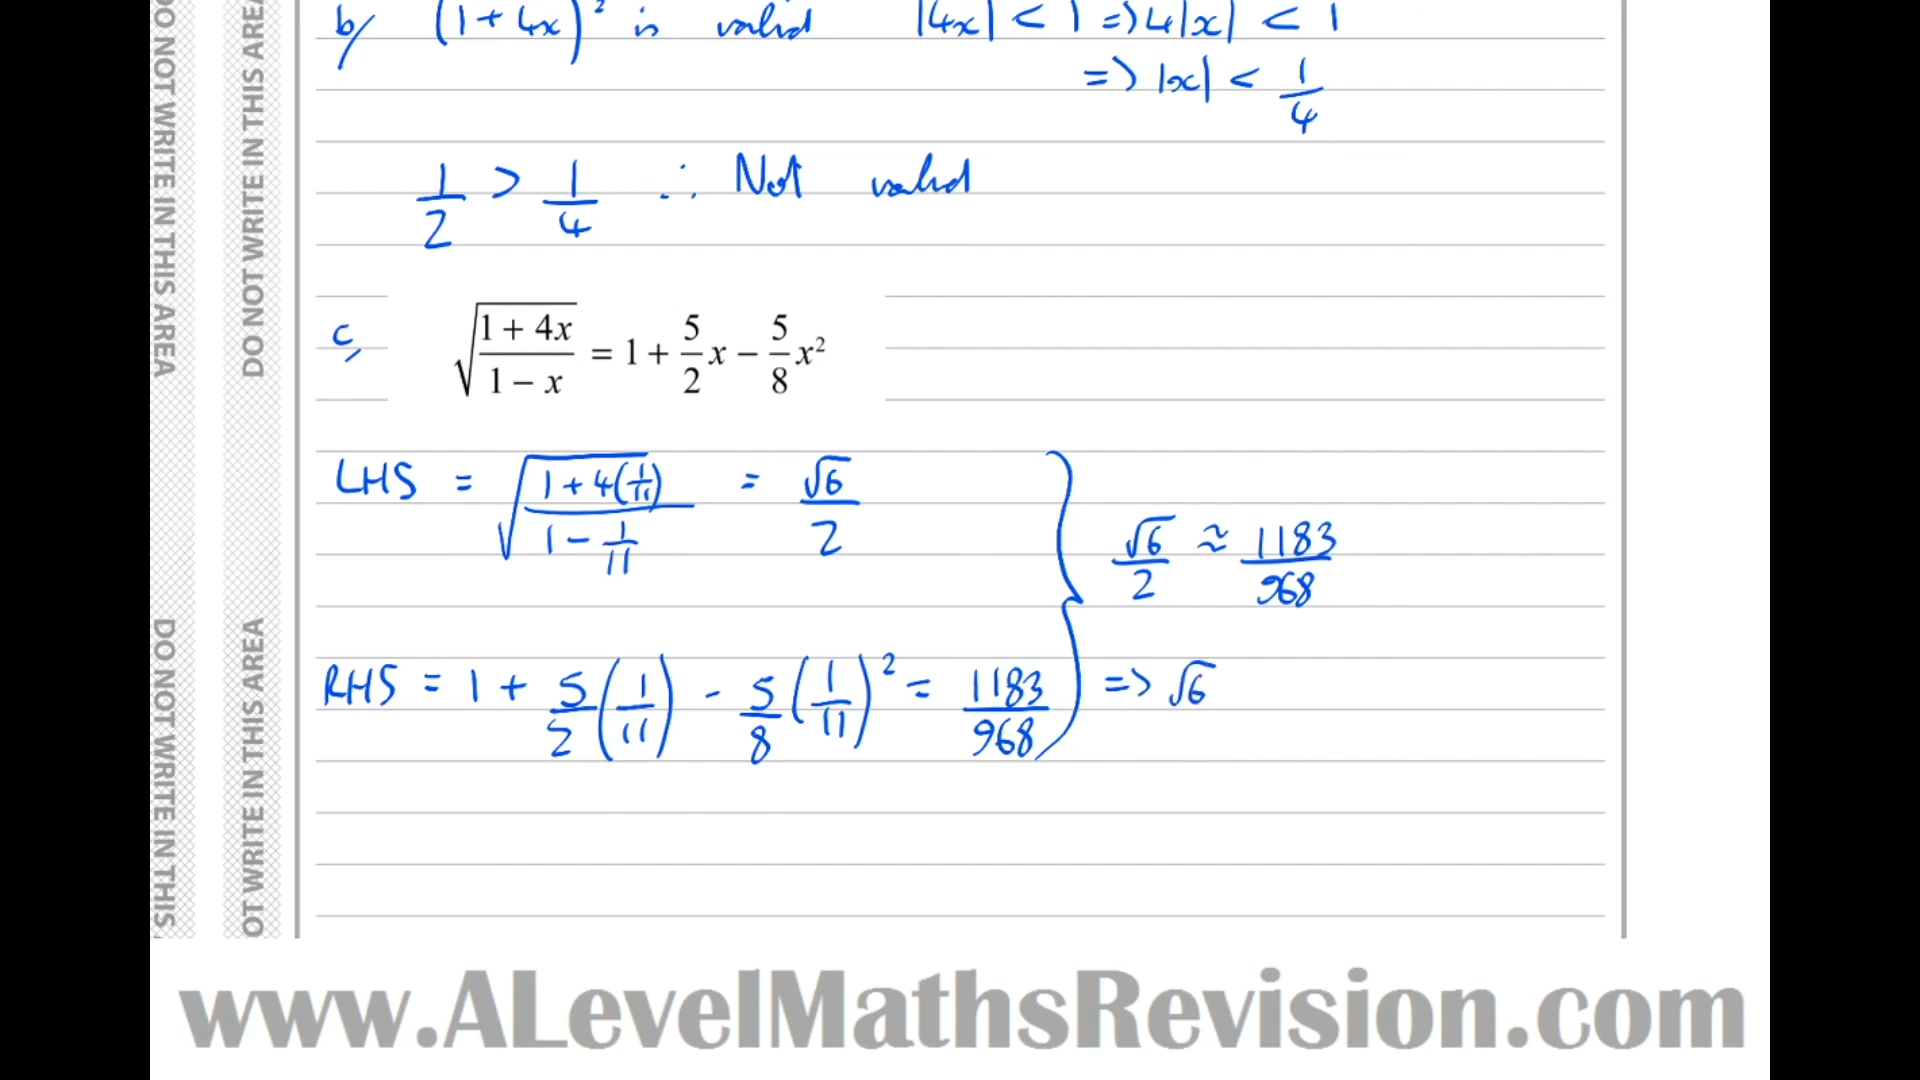 b/ (1+4x)^2 is valid |4x| < 1 => 4|x| < 1
=> |x| < 1/4
1/2 > 1/4 ∴ Not valid
c, √((1 + 4x)/(1 − x)) = 1 + 5/2 x − 5/8 x²
LHS = √((1+4(1/11))/(1-1/11)) = √6/2
√6/2 ≈ 1183/968
RHS = 1 + 5/2 (1/11) - 5/8 (1/11)² = 1183/968 => √6
DO NOT WRITE IN THIS AREA
DO NOT WRITE IN THIS
DO NOT WRITE IN THIS AREA
OT WRITE IN THIS AREA
www.ALevelMathsRevision.com